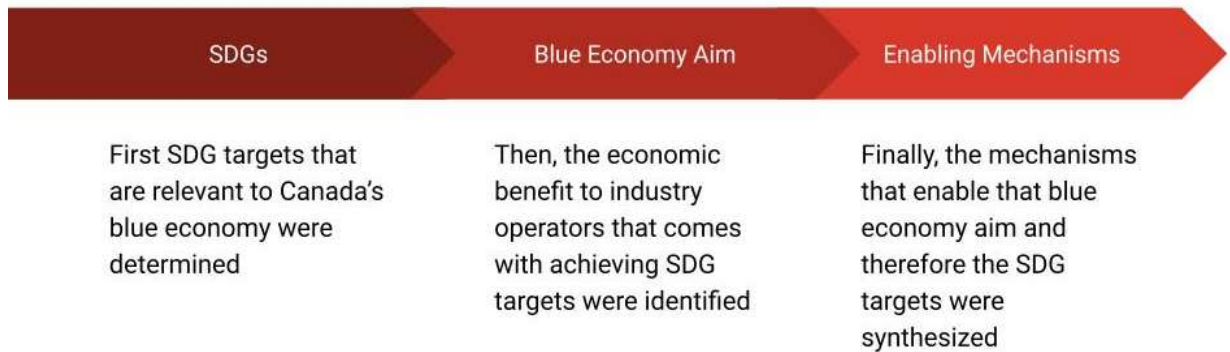 SDGs
Blue Economy Aim
Enabling Mechanisms
First SDG targets that
are relevant to Canada's
blue economy were
determined
Then, the economic
benefit to industry
operators that comes
with achieving SDG
targets were identified
Finally, the mechanisms
that enable that blue
economy aim and
therefore the SDG
targets were
synthesized